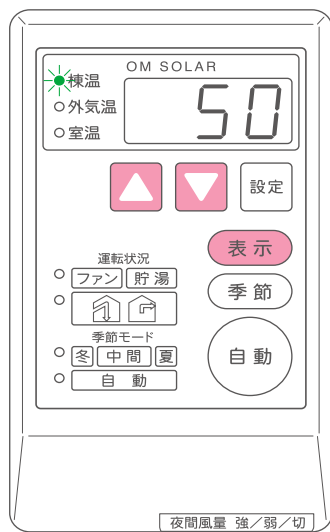 OM SOLAR
棟温
外気温
室温
50
設定
表示
運転状況
ファン 貯湯
季節
季節モード
冬 中間 夏
自動
自動
夜間風量 強/弱/切